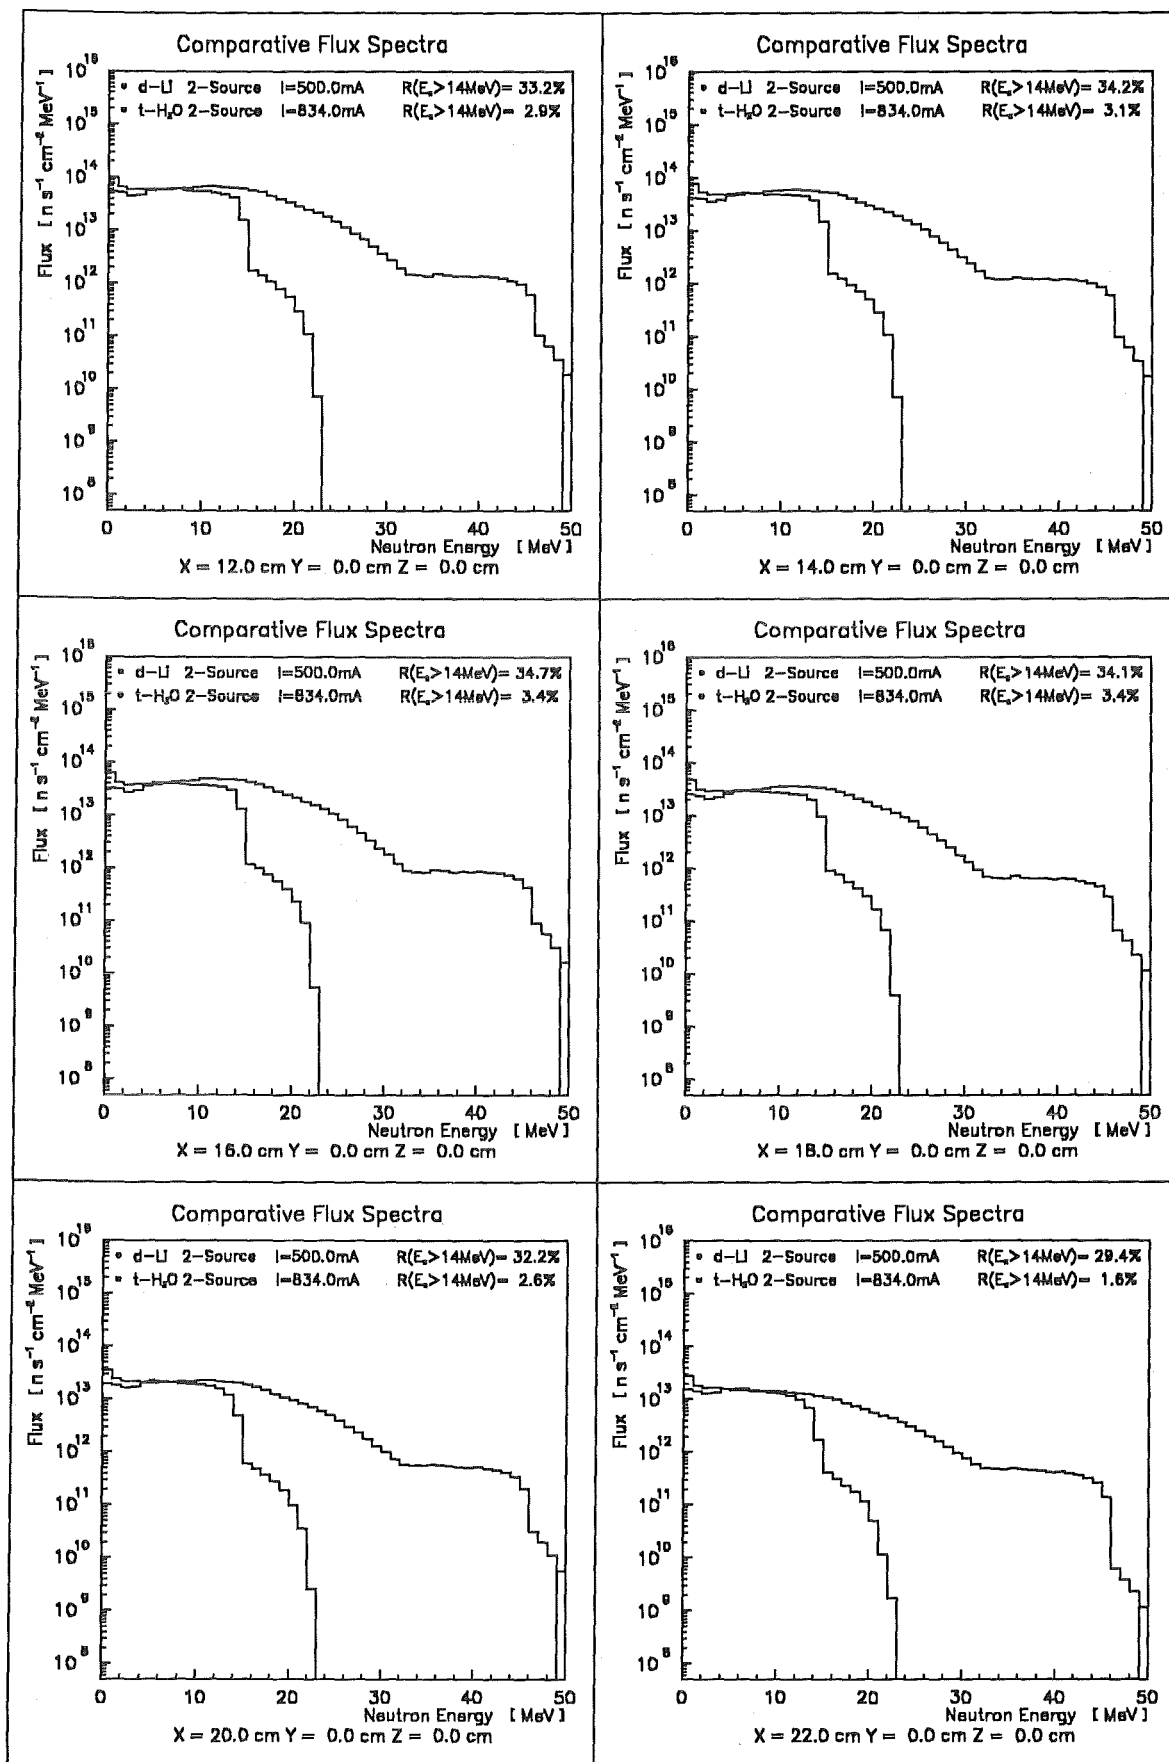 Comparative Flux Spectra
Flux [ n s⁻¹ cm⁻² MeV⁻¹ ]
10¹⁶
10¹⁵
10¹⁴
10¹³
10¹²
10¹¹
10¹⁰
10⁹
10⁸
d-Li 2-Source I=500.0mA R(Eₙ>14MeV)= 33.2%
t-H₂O 2-Source I=834.0mA R(Eₙ>14MeV)= 2.9%
0 10 20 30 40 50
Neutron Energy [ MeV ]
X = 12.0 cm Y = 0.0 cm Z = 0.0 cm
Comparative Flux Spectra
Flux [ n s⁻¹ cm⁻² MeV⁻¹ ]
10¹⁶
10¹⁵
10¹⁴
10¹³
10¹²
10¹¹
10¹⁰
10⁹
10⁸
d-Li 2-Source I=500.0mA R(Eₙ>14MeV)= 34.2%
t-H₂O 2-Source I=834.0mA R(Eₙ>14MeV)= 3.1%
0 10 20 30 40 50
Neutron Energy [ MeV ]
X = 14.0 cm Y = 0.0 cm Z = 0.0 cm
Comparative Flux Spectra
Flux [ n s⁻¹ cm⁻² MeV⁻¹ ]
10¹⁶
10¹⁵
10¹⁴
10¹³
10¹²
10¹¹
10¹⁰
10⁹
10⁸
d-Li 2-Source I=500.0mA R(Eₙ>14MeV)= 34.7%
t-H₂O 2-Source I=834.0mA R(Eₙ>14MeV)= 3.4%
0 10 20 30 40 50
Neutron Energy [ MeV ]
X = 16.0 cm Y = 0.0 cm Z = 0.0 cm
Comparative Flux Spectra
Flux [ n s⁻¹ cm⁻² MeV⁻¹ ]
10¹⁶
10¹⁵
10¹⁴
10¹³
10¹²
10¹¹
10¹⁰
10⁹
10⁸
d-Li 2-Source I=500.0mA R(Eₙ>14MeV)= 34.1%
t-H₂O 2-Source I=834.0mA R(Eₙ>14MeV)= 3.4%
0 10 20 30 40 50
Neutron Energy [ MeV ]
X = 18.0 cm Y = 0.0 cm Z = 0.0 cm
Comparative Flux Spectra
Flux [ n s⁻¹ cm⁻² MeV⁻¹ ]
10¹⁶
10¹⁵
10¹⁴
10¹³
10¹²
10¹¹
10¹⁰
10⁹
10⁸
d-Li 2-Source I=500.0mA R(Eₙ>14MeV)= 32.2%
t-H₂O 2-Source I=834.0mA R(Eₙ>14MeV)= 2.6%
0 10 20 30 40 50
Neutron Energy [ MeV ]
X = 20.0 cm Y = 0.0 cm Z = 0.0 cm
Comparative Flux Spectra
Flux [ n s⁻¹ cm⁻² MeV⁻¹ ]
10¹⁶
10¹⁵
10¹⁴
10¹³
10¹²
10¹¹
10¹⁰
10⁹
10⁸
d-Li 2-Source I=500.0mA R(Eₙ>14MeV)= 29.4%
t-H₂O 2-Source I=834.0mA R(Eₙ>14MeV)= 1.6%
0 10 20 30 40 50
Neutron Energy [ MeV ]
X = 22.0 cm Y = 0.0 cm Z = 0.0 cm